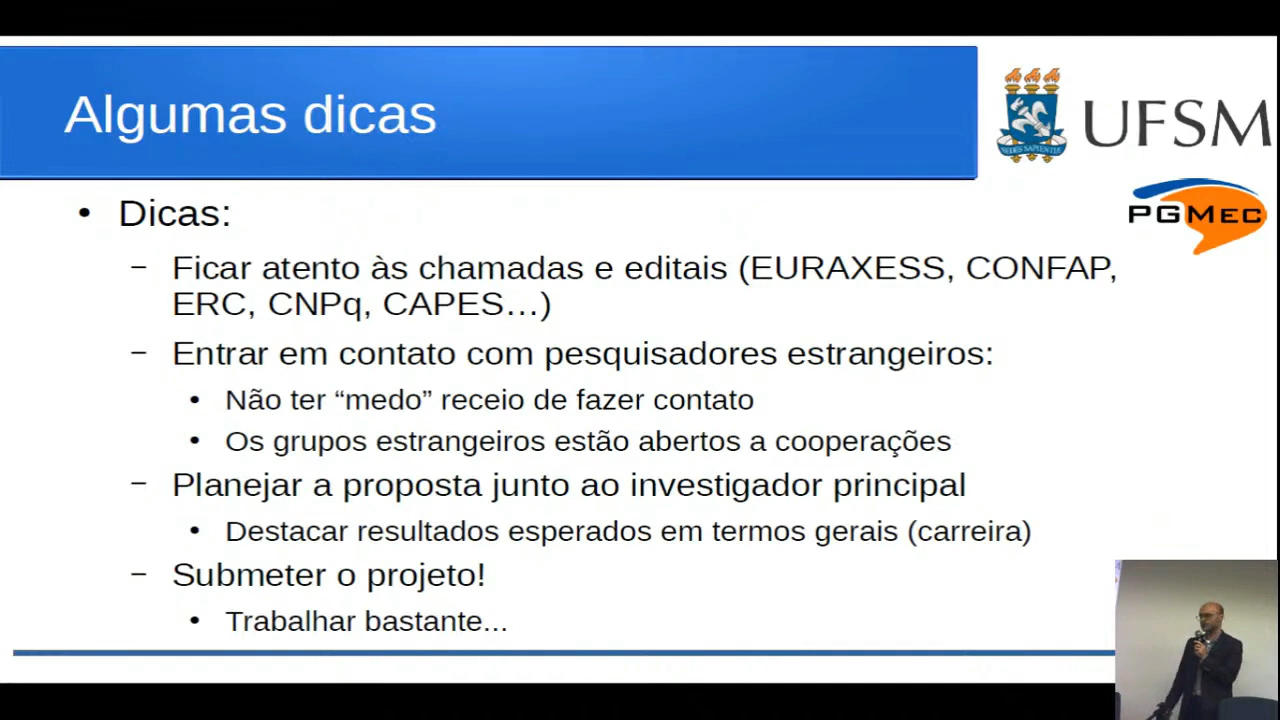 Algumas dicas
UFSM
SEDES SAPIENTIE
PGMEC
• Dicas:
– Ficar atento às chamadas e editais (EURAXESS, CONFAP,
ERC, CNPq, CAPES...)
– Entrar em contato com pesquisadores estrangeiros:
• Não ter “medo” receio de fazer contato
• Os grupos estrangeiros estão abertos a cooperações
– Planejar a proposta junto ao investigador principal
• Destacar resultados esperados em termos gerais (carreira)
– Submeter o projeto!
• Trabalhar bastante...